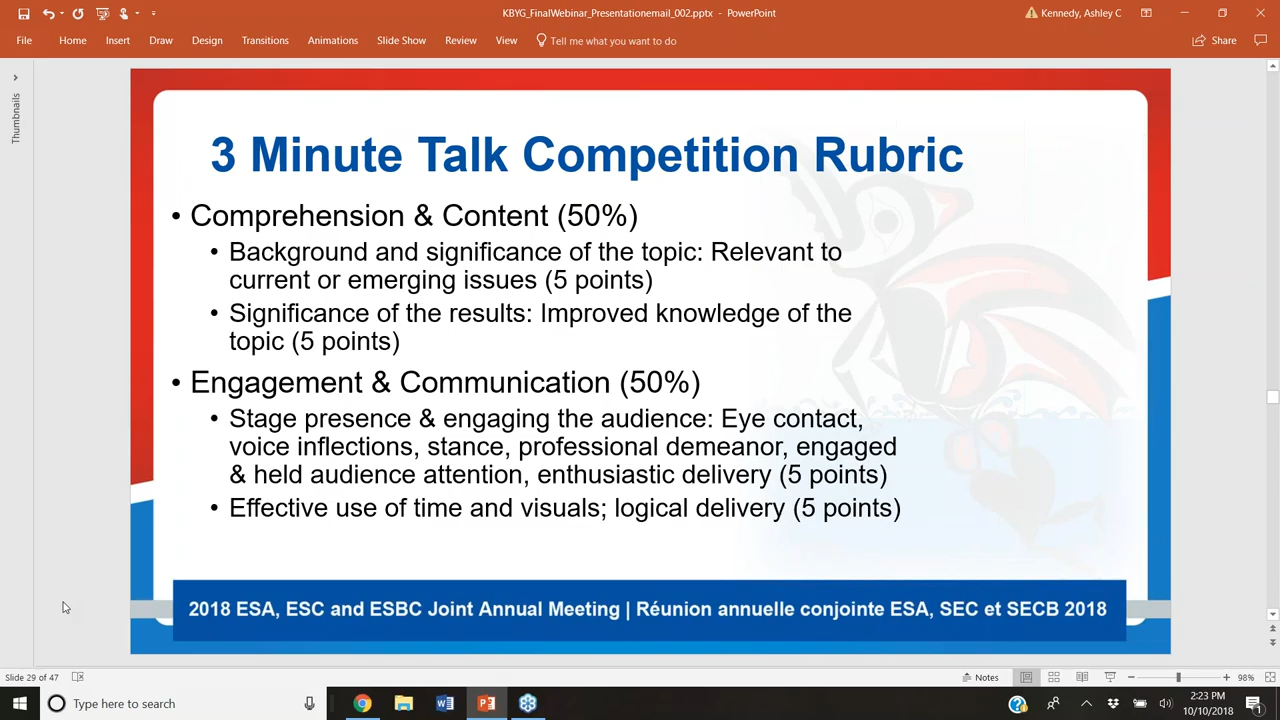 KBYG_FinalWebinar_Presentationemail_002.pptx - PowerPoint
Kennedy, Ashley C
File Home Insert Draw Design Transitions Animations Slide Show Review View Tell me what you want to do Share
Thumbnails
3 Minute Talk Competition Rubric
• Comprehension & Content (50%)
• Background and significance of the topic: Relevant to
current or emerging issues (5 points)
• Significance of the results: Improved knowledge of the
topic (5 points)
• Engagement & Communication (50%)
• Stage presence & engaging the audience: Eye contact,
voice inflections, stance, professional demeanor, engaged
& held audience attention, enthusiastic delivery (5 points)
• Effective use of time and visuals; logical delivery (5 points)
2018 ESA, ESC and ESBC Joint Annual Meeting | Réunion annuelle conjointe ESA, SEC et SECB 2018
Slide 29 of 47
Notes
98%
Type here to search
2:23 PM
10/10/2018